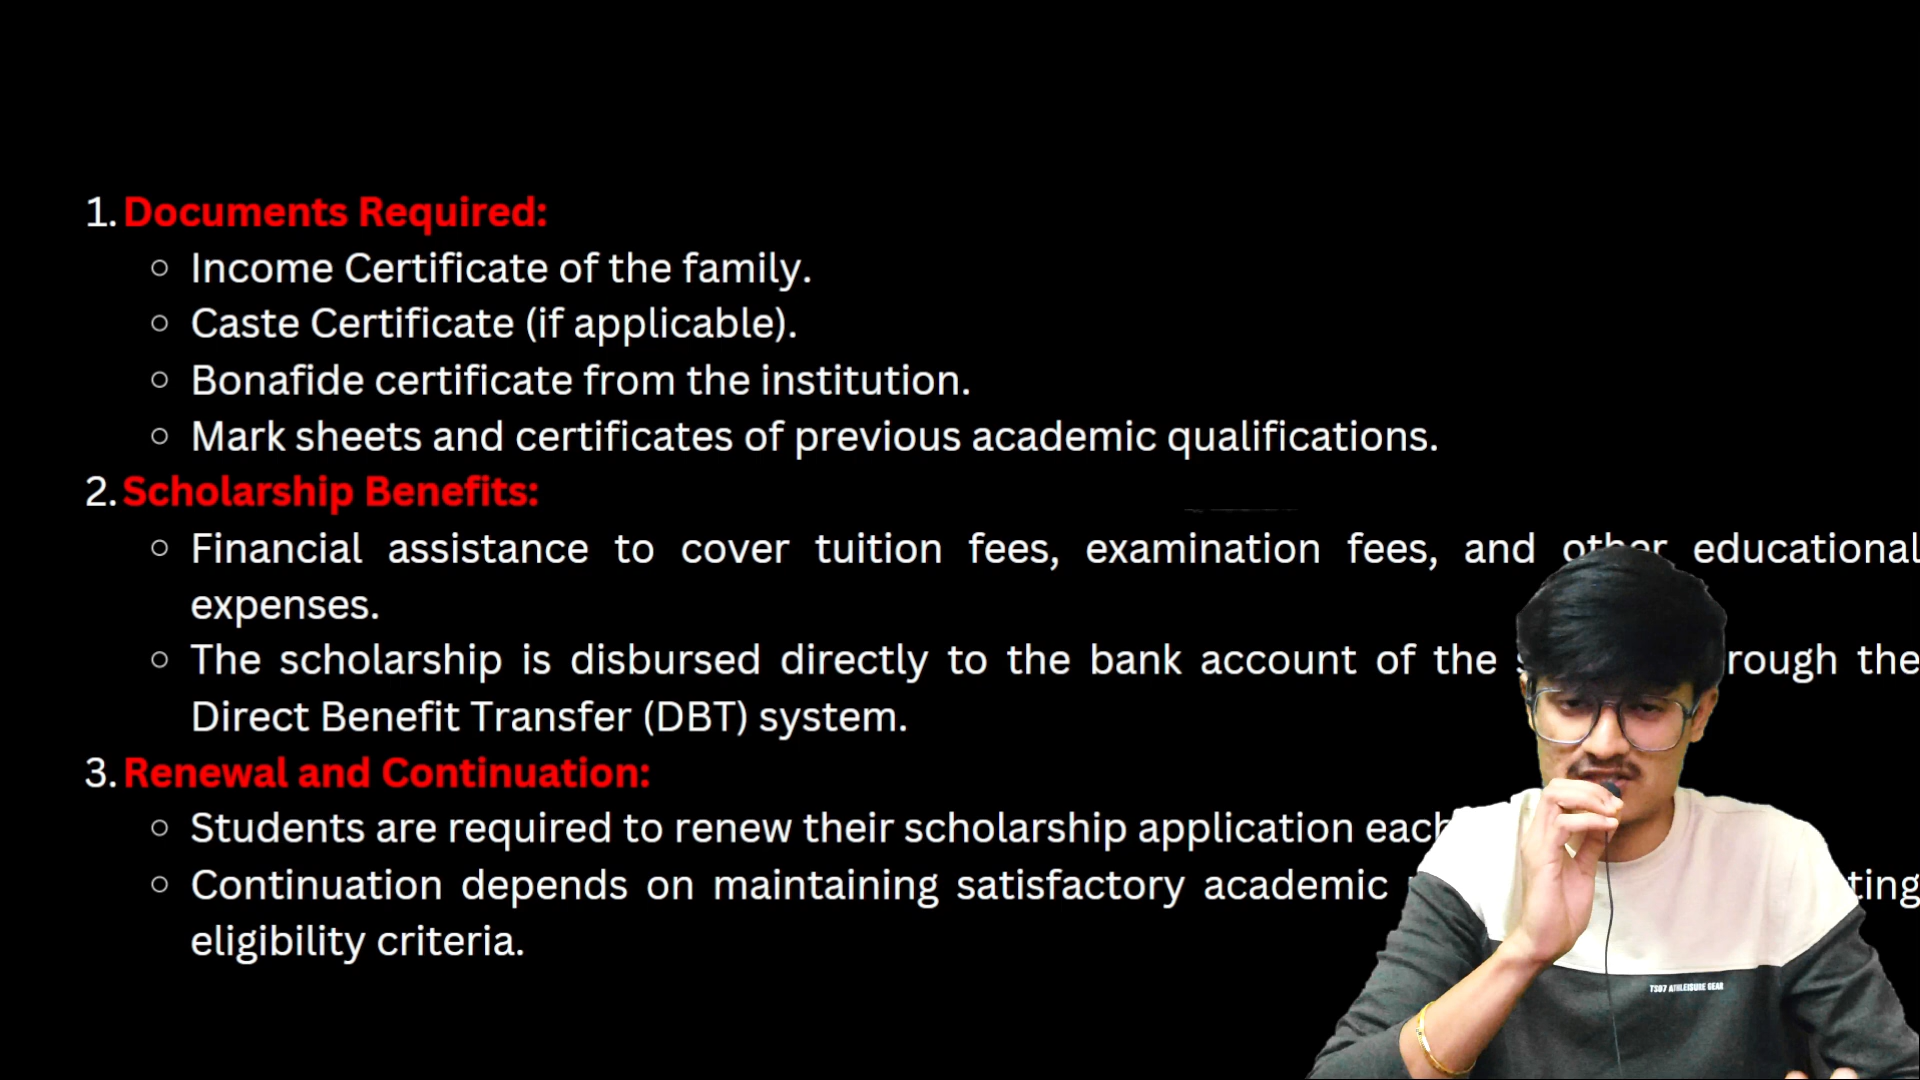 1. Documents Required:
○ Income Certificate of the family.
○ Caste Certificate (if applicable).
○ Bonafide certificate from the institution.
○ Mark sheets and certificates of previous academic qualifications.
2. Scholarship Benefits:
○ Financial assistance to cover tuition fees, examination fees, and other educational
expenses.
○ The scholarship is disbursed directly to the bank account of the rough the
Direct Benefit Transfer (DBT) system.
3. Renewal and Continuation:
○ Students are required to renew their scholarship application each
○ Continuation depends on maintaining satisfactory academic ting
eligibility criteria.
TSD7 ATHLEISURE GEAR